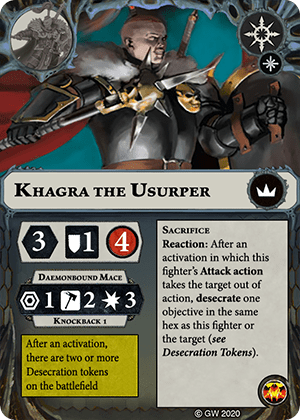 KHAGRA THE USURPER
3 1 4
DAEMONBOUND MACE
1 2 3
KNOCKBACK 1
After an activation,
there are two or more
Desecration tokens
on the battlefield
SACRIFICE
Reaction: After an
activation in which this
fighter's Attack action
takes the target out of
action, desecrate one
objective in the same
hex as this fighter or
the target (see
Desecration Tokens).
© GW 2020